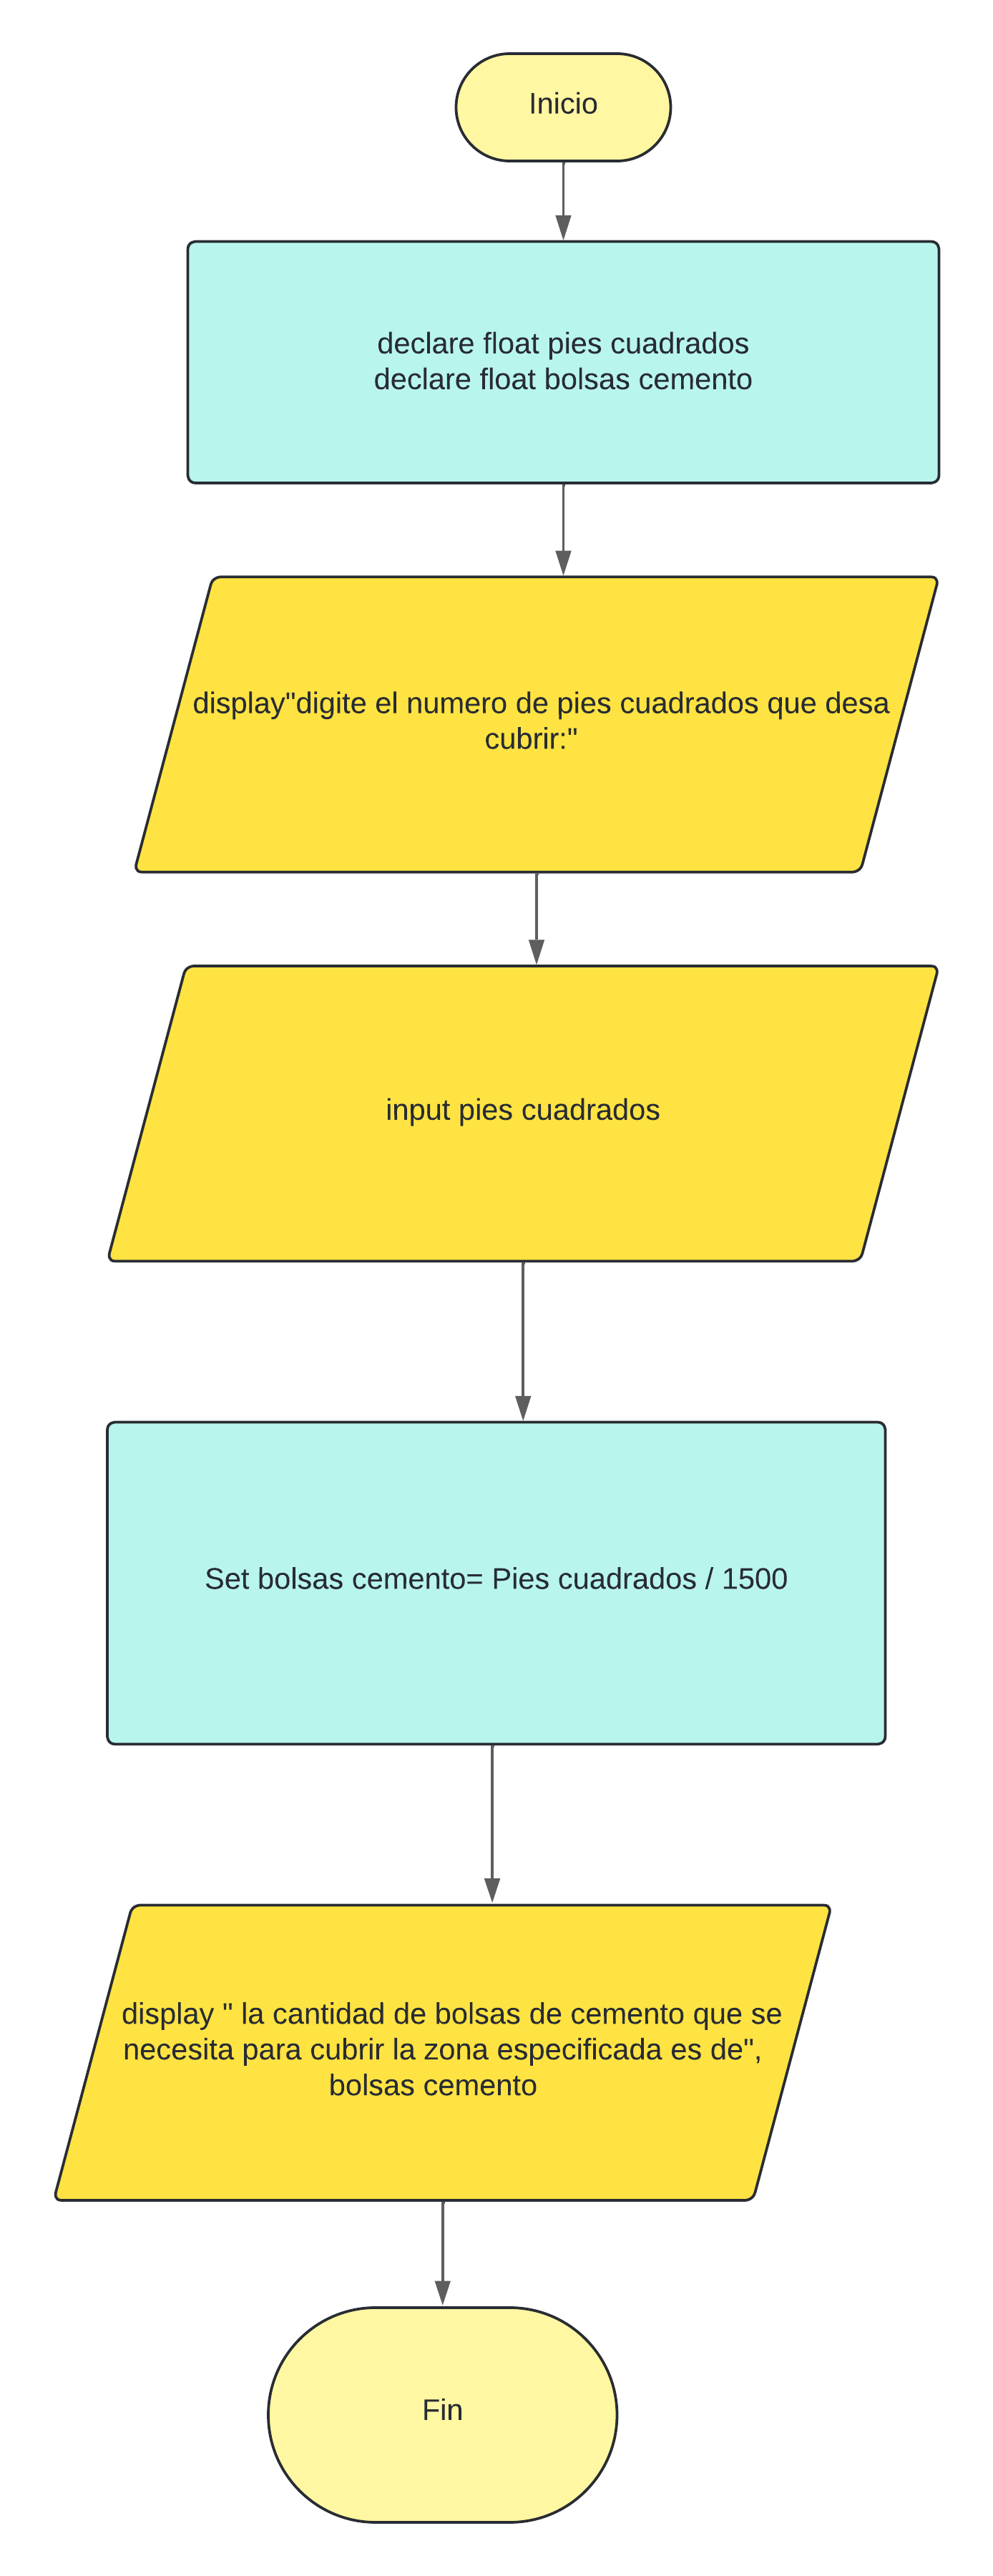 Inicio
declare float pies cuadrados
declare float bolsas cemento
display"digite el numero de pies cuadrados que desa
cubrir:"
input pies cuadrados
Set bolsas cemento= Pies cuadrados / 1500
display " la cantidad de bolsas de cemento que se
necesita para cubrir la zona especificada es de",
bolsas cemento
Fin